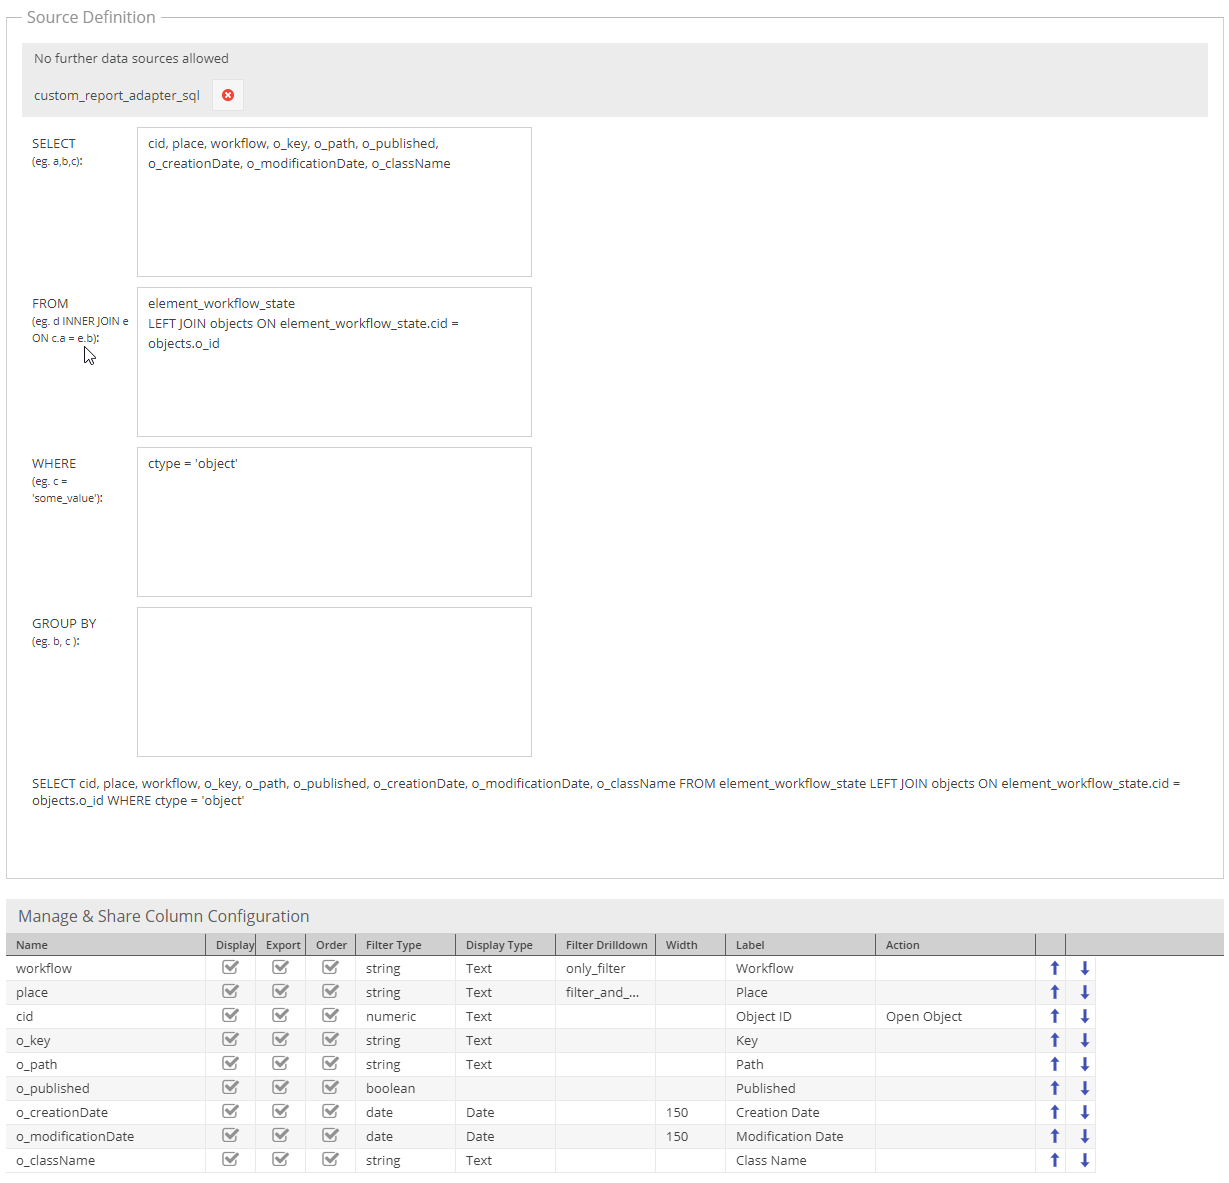 Source Definition
No further data sources allowed
custom_report_adapter_sql
SELECT
(eg. a,b,c):
cid, place, workflow, o_key, o_path, o_published,
o_creationDate, o_modificationDate, o_className
FROM
(eg. d INNER JOIN e
ON c.a = e.b):
element_workflow_state
LEFT JOIN objects ON element_workflow_state.cid =
objects.o_id
WHERE
(eg. c =
'some_value'):
ctype = 'object'
GROUP BY
(eg. b, c ):
SELECT cid, place, workflow, o_key, o_path, o_published, o_creationDate, o_modificationDate, o_className FROM element_workflow_state LEFT JOIN objects ON element_workflow_state.cid =
objects.o_id WHERE ctype = 'object'
Manage & Share Column Configuration
Name Display Export Order Filter Type Display Type Filter Drilldown Width Label Action
workflow string Text only_filter Workflow
place string Text filter_and_... Place
cid numeric Text Object ID Open Object
o_key string Text Key
o_path string Text Path
o_published boolean Published
o_creationDate date Date 150 Creation Date
o_modificationDate date Date 150 Modification Date
o_className string Text Class Name